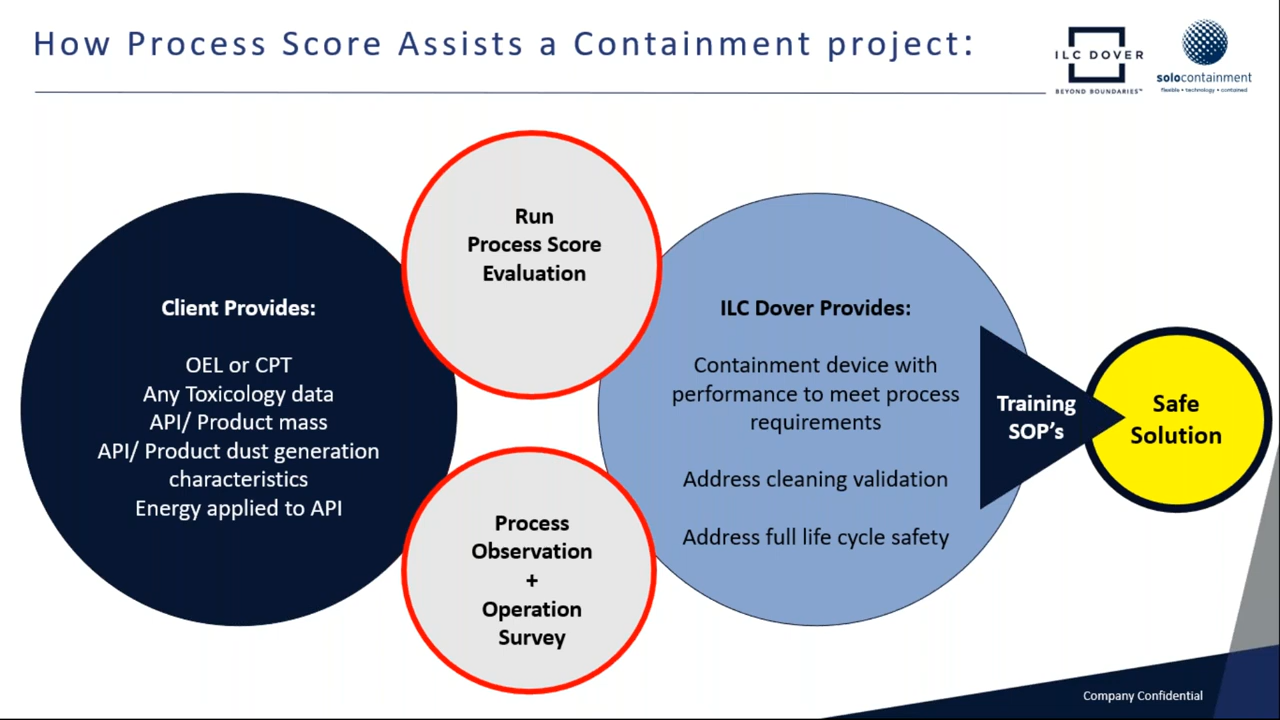 How Process Score Assists a Containment project:
ILC DOVER
BEYOND BOUNDARIES™
solocontainment
flexible • technology • contained
Run
Process Score
Evaluation
Client Provides:
OEL or CPT
Any Toxicology data
API/ Product mass
API/ Product dust generation
characteristics
Energy applied to API
Process
Observation
+
Operation
Survey
ILC Dover Provides:
Containment device with
performance to meet process
requirements
Address cleaning validation
Address full life cycle safety
Training
SOP's
Safe
Solution
Company Confidential